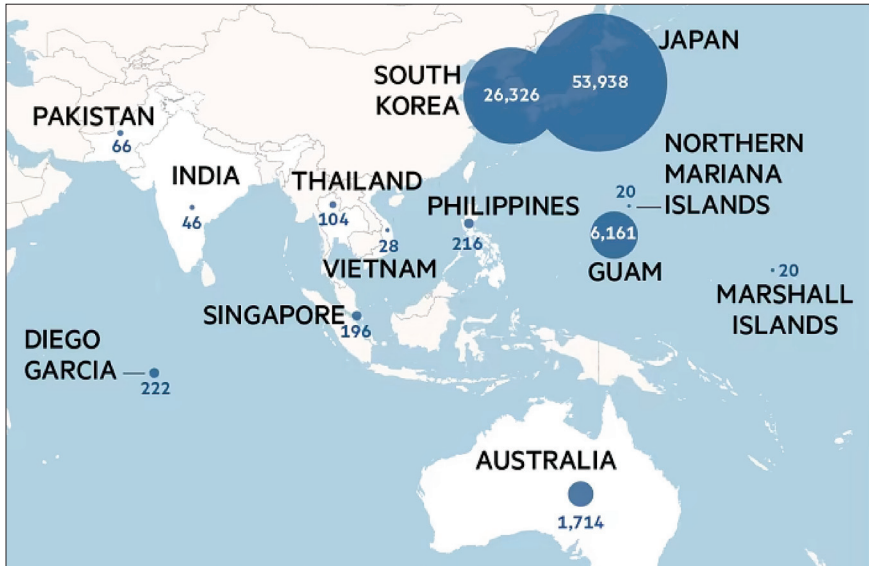 JAPAN
53,938
SOUTH
KOREA
26,326
PAKISTAN
66
INDIA
46
THAILAND
104
VIETNAM
28
PHILIPPINES
216
NORTHERN
MARIANA
ISLANDS
20
6,161
GUAM
20
MARSHALL
ISLANDS
SINGAPORE
196
DIEGO
GARCIA
222
AUSTRALIA
1,714